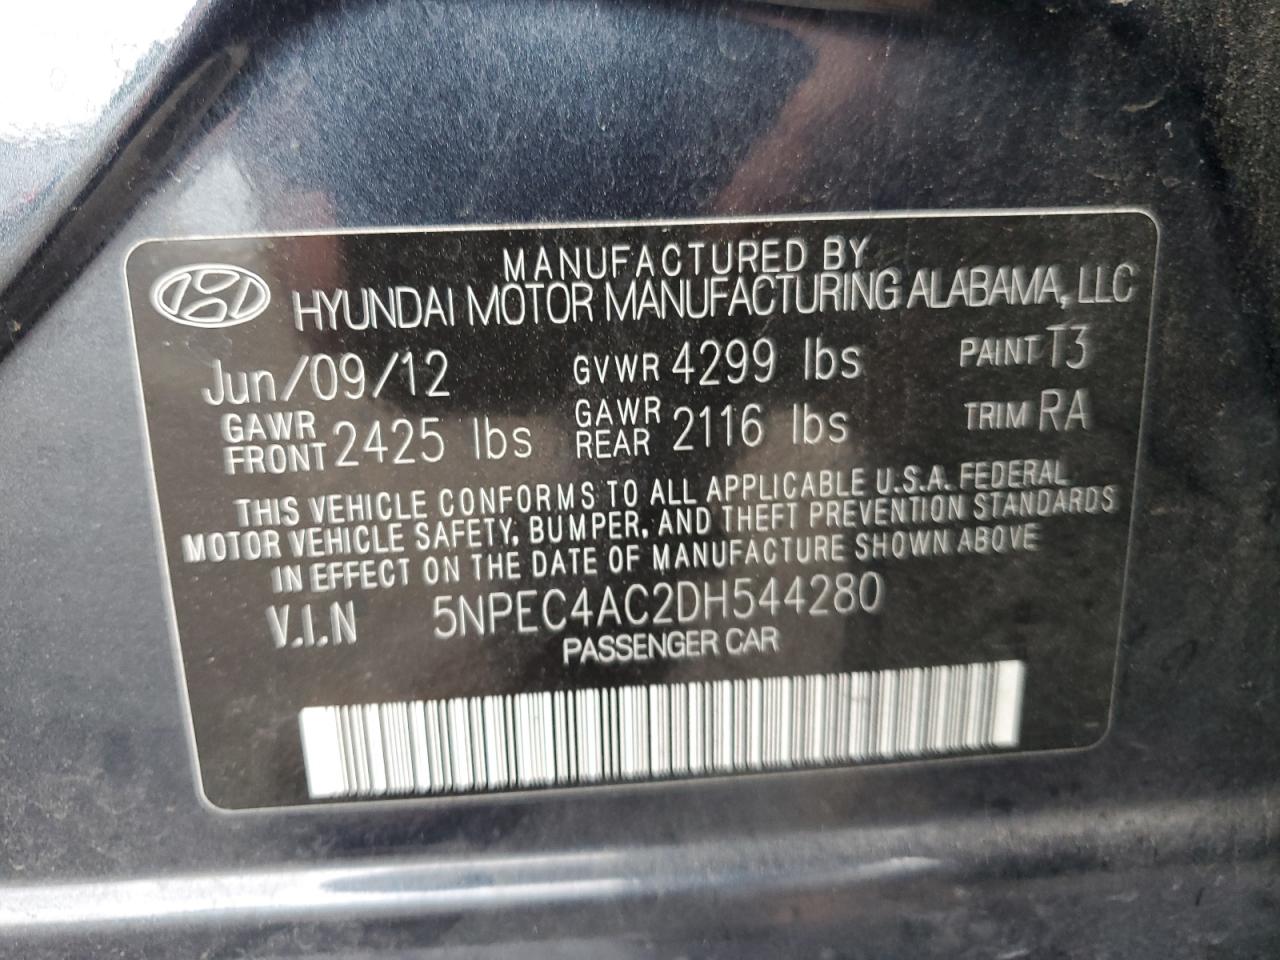 MANUFACTURED BY
HYUNDAI MOTOR MANUFACTURING ALABAMA, LLC
Jun/09/12 GVWR 4299 lbs PAINT T3
GAWR FRONT 2425 lbs GAWR REAR 2116 lbs TRIM RA
THIS VEHICLE CONFORMS TO ALL APPLICABLE U.S.A. FEDERAL
MOTOR VEHICLE SAFETY, BUMPER, AND THEFT PREVENTION STANDARDS
IN EFFECT ON THE DATE OF MANUFACTURE SHOWN ABOVE
V.I.N 5NPEC4AC2DH544280
PASSENGER CAR